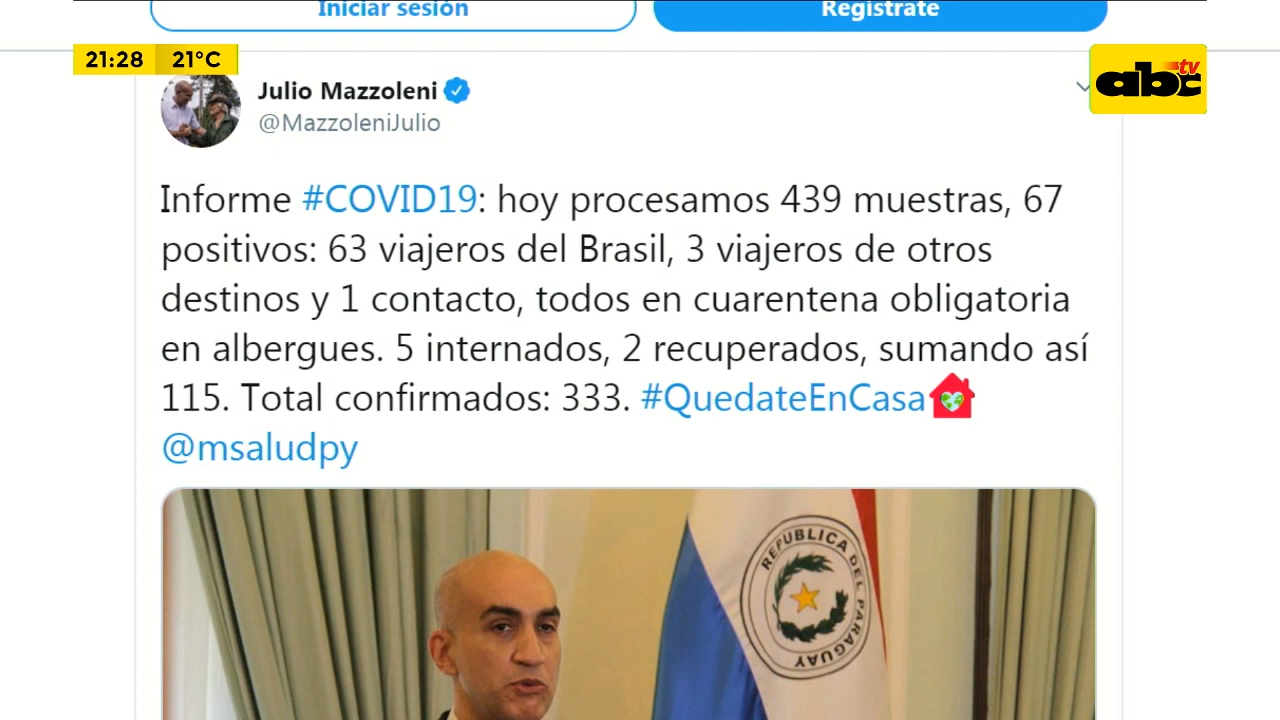 Iniciar sesión
Regístrate
21:28 21°C
abc tv
Julio Mazzoleni
@MazzoleniJulio
Informe #COVID19: hoy procesamos 439 muestras, 67
positivos: 63 viajeros del Brasil, 3 viajeros de otros
destinos y 1 contacto, todos en cuarentena obligatoria
en albergues. 5 internados, 2 recuperados, sumando así
115. Total confirmados: 333. #QuedateEnCasa
@msaludpy
REPUBLICA DEL PARAGUAY